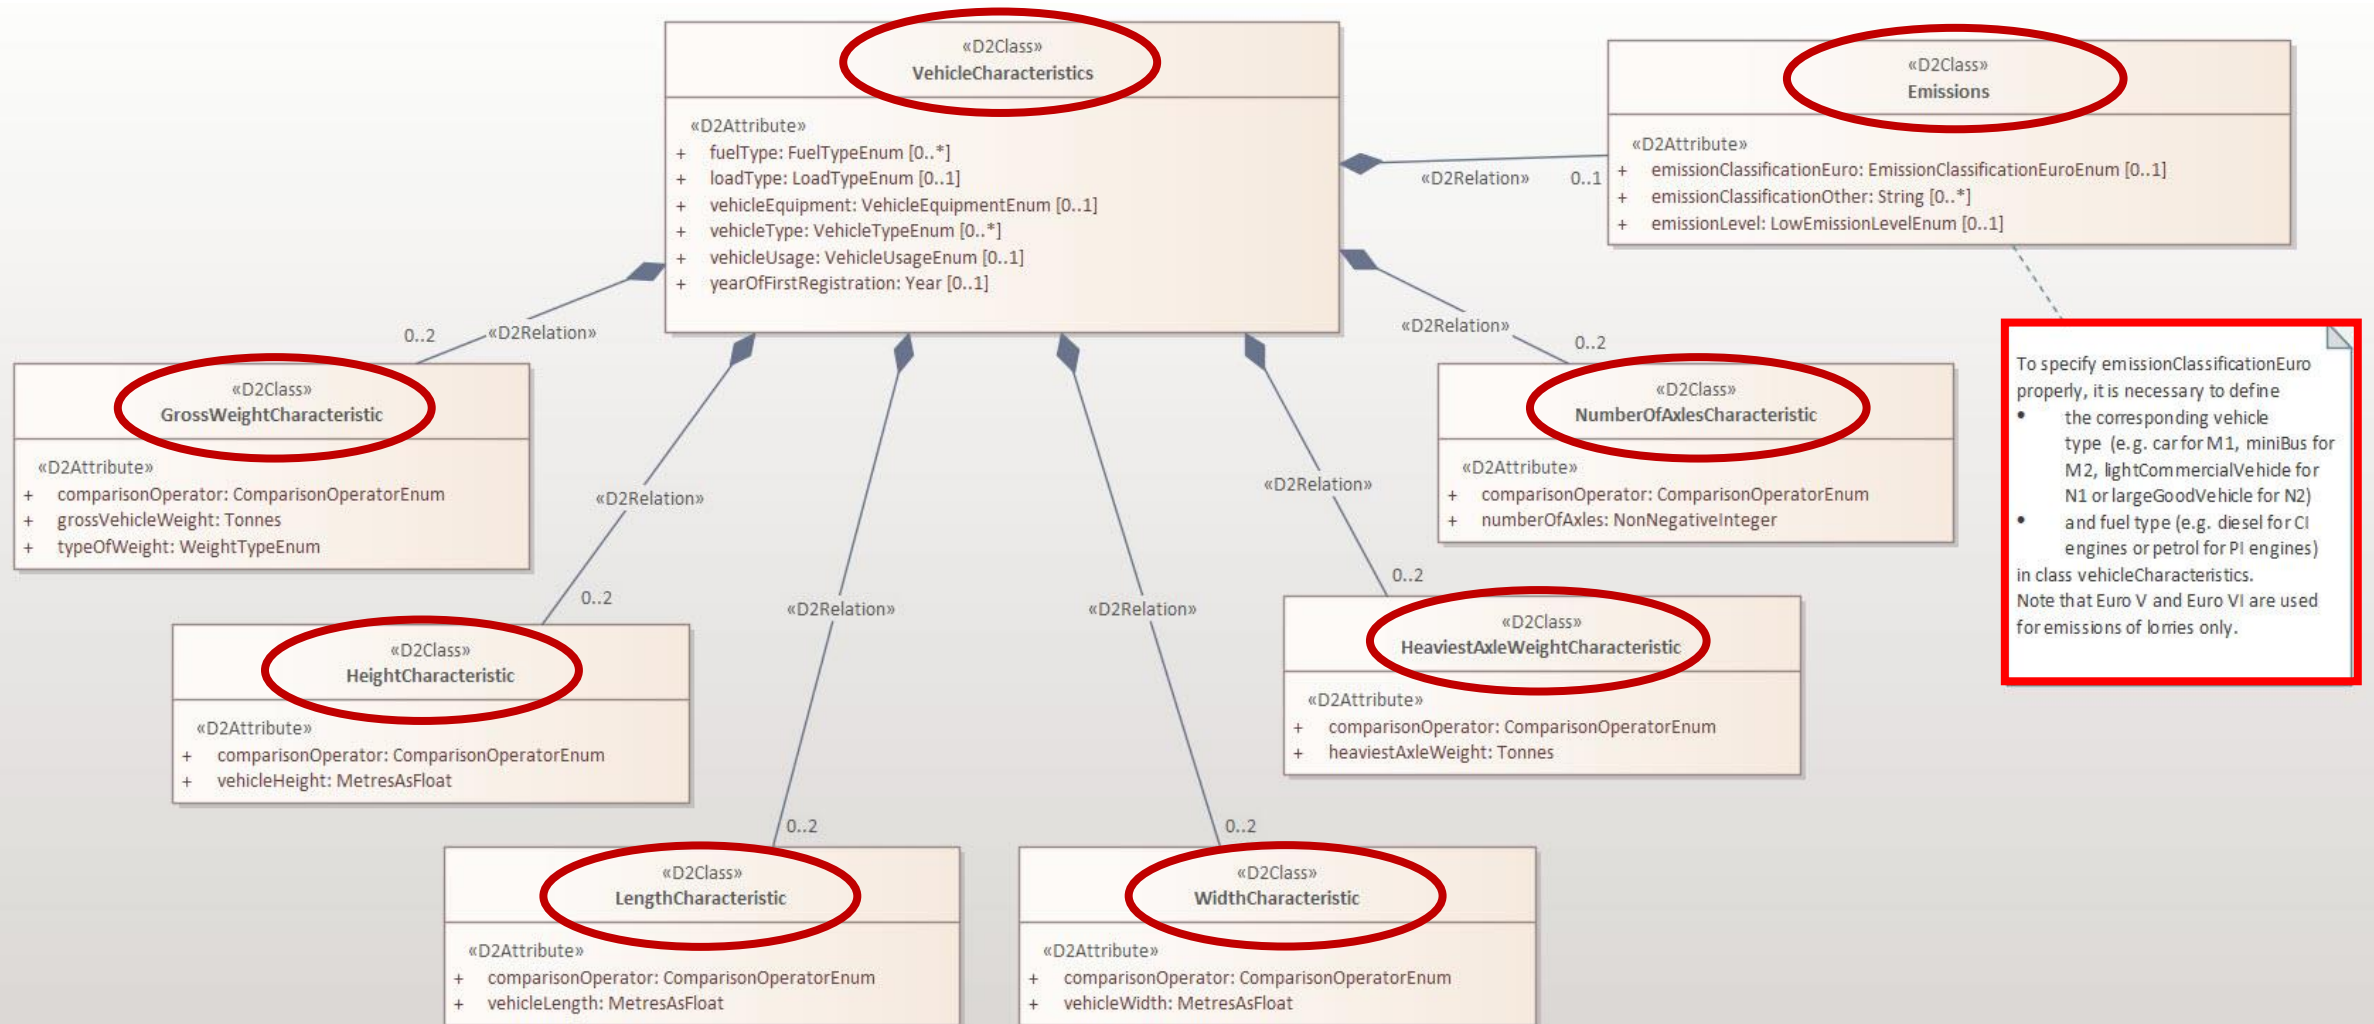 «D2Class»
VehicleCharacteristics
«D2Attribute»
+ fuelType: FuelTypeEnum [0..*]
+ loadType: LoadTypeEnum [0..1]
+ vehicleEquipment: VehicleEquipmentEnum [0..1]
+ vehicleType: VehicleTypeEnum [0..*]
+ vehicleUsage: VehicleUsageEnum [0..1]
+ yearOfFirstRegistration: Year [0..1]
«D2Class»
Emissions
«D2Attribute»
+ emissionClassificationEuro: EmissionClassificationEuroEnum [0..1]
+ emissionClassificationOther: String [0..*]
+ emissionLevel: LowEmissionLevelEnum [0..1]
«D2Relation» 0..1
0..2 «D2Relation»
«D2Relation»
0..2
«D2Class»
GrossWeightCharacteristic
«D2Attribute»
+ comparisonOperator: ComparisonOperatorEnum
+ grossVehicleWeight: Tonnes
+ typeOfWeight: WeightTypeEnum
«D2Class»
NumberOfAxlesCharacteristic
«D2Attribute»
+ comparisonOperator: ComparisonOperatorEnum
+ numberOfAxles: NonNegativeInteger
To specify emissionClassificationEuro
properly, it is necessary to define
• the corresponding vehicle
type (e.g. car for M1, miniBus for
M2, lightCommercialVehicle for
N1 or largeGoodVehicle for N2)
• and fuel type (e.g. diesel for CI
engines or petrol for PI engines)
in class vehicleCharacteristics.
Note that Euro V and Euro VI are used
for emissions of lorries only.
«D2Relation»
0..2
«D2Relation»
0..2
«D2Class»
HeightCharacteristic
«D2Attribute»
+ comparisonOperator: ComparisonOperatorEnum
+ vehicleHeight: MetresAsFloat
«D2Class»
HeaviestAxleWeightCharacteristic
«D2Attribute»
+ comparisonOperator: ComparisonOperatorEnum
+ heaviestAxleWeight: Tonnes
«D2Relation»
0..2
«D2Relation»
0..2
«D2Class»
LengthCharacteristic
«D2Attribute»
+ comparisonOperator: ComparisonOperatorEnum
+ vehicleLength: MetresAsFloat
«D2Class»
WidthCharacteristic
«D2Attribute»
+ comparisonOperator: ComparisonOperatorEnum
+ vehicleWidth: MetresAsFloat